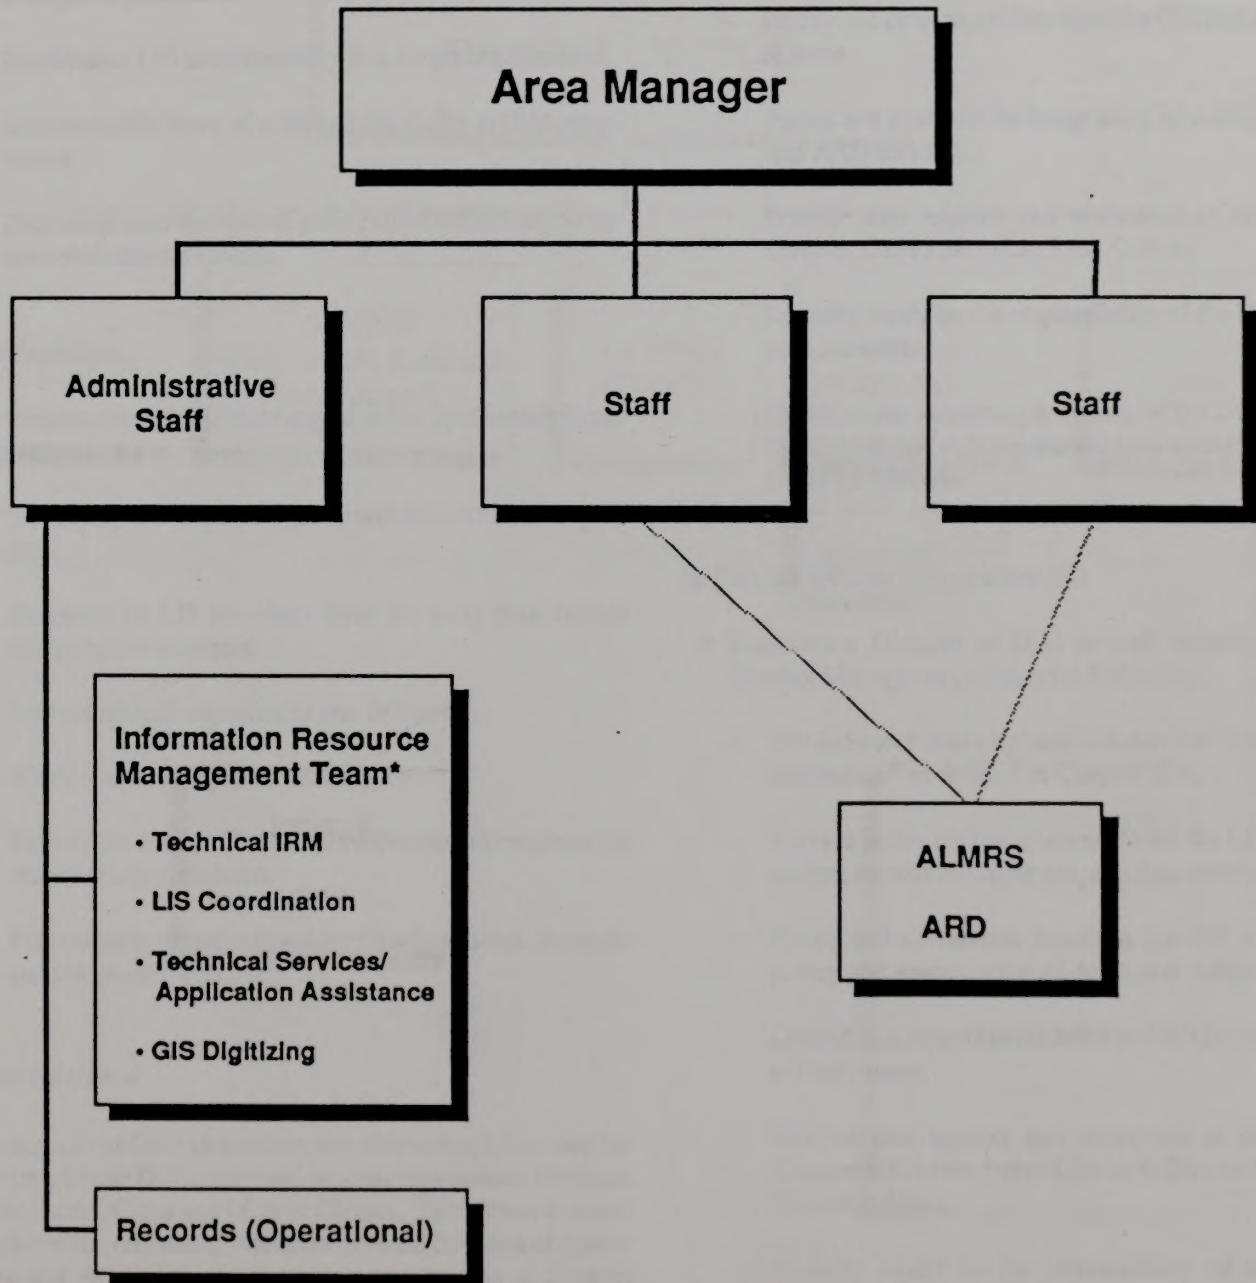 Area Manager
Administrative
Staff
Staff
Staff
Information Resource
Management Team*
• Technical IRM
• LIS Coordination
• Technical Services/
Application Assistance
• GIS Digitizing
ALMRS
ARD
Records (Operational)